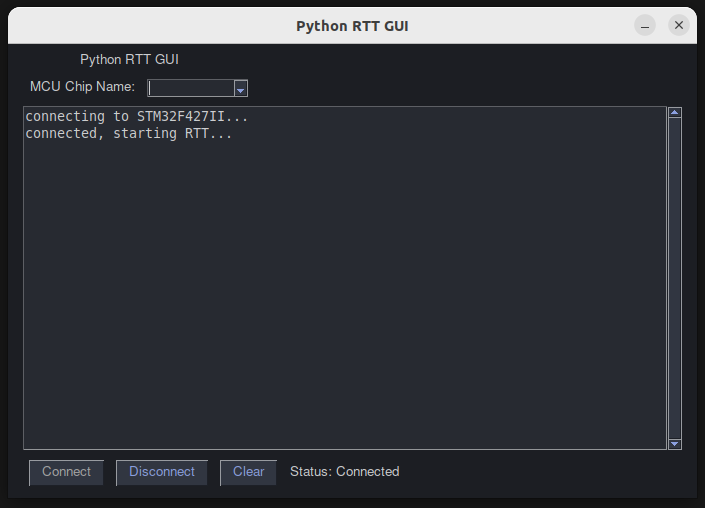 Python RTT GUI
Python RTT GUI
MCU Chip Name:
connecting to STM32F427II...
connected, starting RTT...
Connect Disconnect Clear Status: Connected